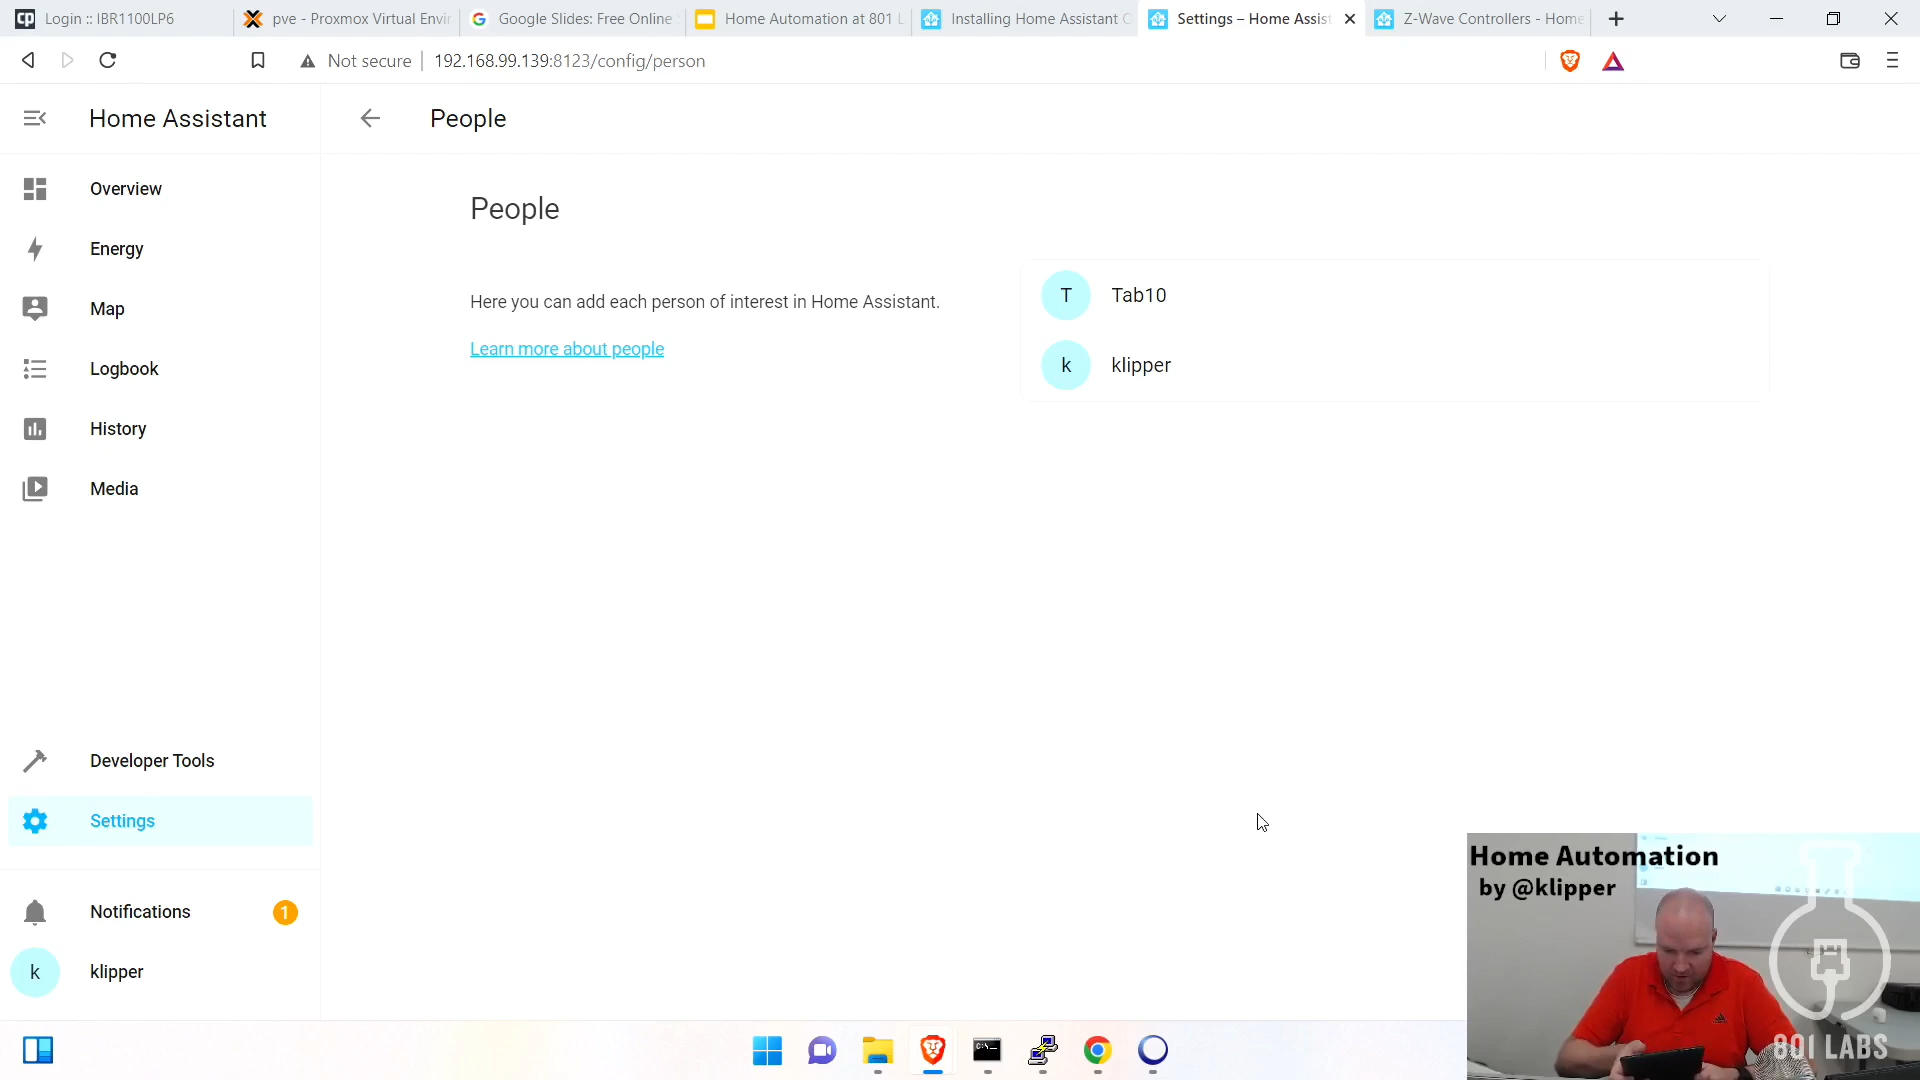 Login :: IBR1100LP6
pve - Proxmox Virtual Envir
Google Slides: Free Online
Home Automation at 801 L
Installing Home Assistant C
Settings – Home Assist
Z-Wave Controllers - Home
Not secure
192.168.99.139:8123/config/person
Home Assistant
People
Overview
Energy
Map
Logbook
History
Media
People
Here you can add each person of interest in Home Assistant.
Learn more about people
T
Tab10
k
klipper
Developer Tools
Settings
Notifications
1
k
klipper
Home Automation
by @klipper
801 LABS